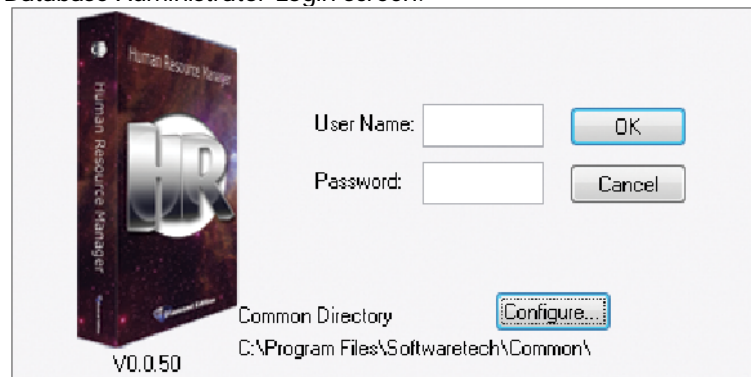 Database Administrator Login screen.
Human Resource Manager
Human Resource Manager
HR
User Name:
OK
Password:
Cancel
Common Directory
Configure...
C:\Program Files\Softwaretech\Common\
V0.0.50